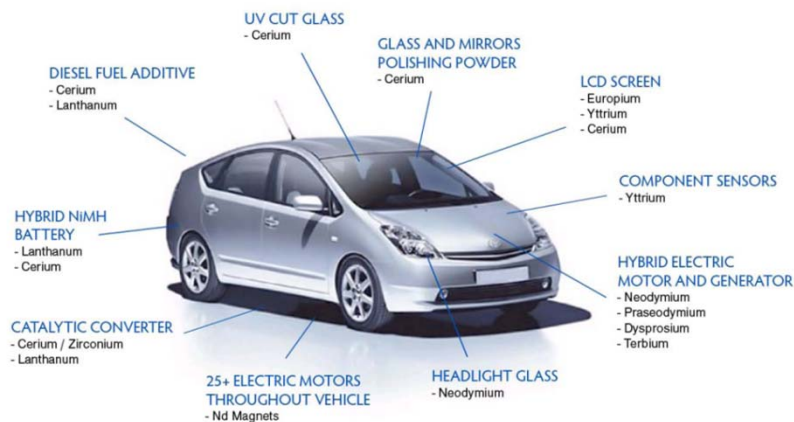 UV CUT GLASS
- Cerium
GLASS AND MIRRORS
POLISHING POWDER
- Cerium
DIESEL FUEL ADDITIVE
- Cerium
- Lanthanum
LCD SCREEN
- Europium
- Yttrium
- Cerium
COMPONENT SENSORS
- Yttrium
HYBRID NiMH
BATTERY
- Lanthanum
- Cerium
HYBRID ELECTRIC
MOTOR AND GENERATOR
- Neodymium
- Praseodymium
- Dysprosium
- Terbium
CATALYTIC CONVERTER
- Cerium / Zirconium
- Lanthanum
25+ ELECTRIC MOTORS
THROUGHOUT VEHICLE
- Nd Magnets
HEADLIGHT GLASS
- Neodymium